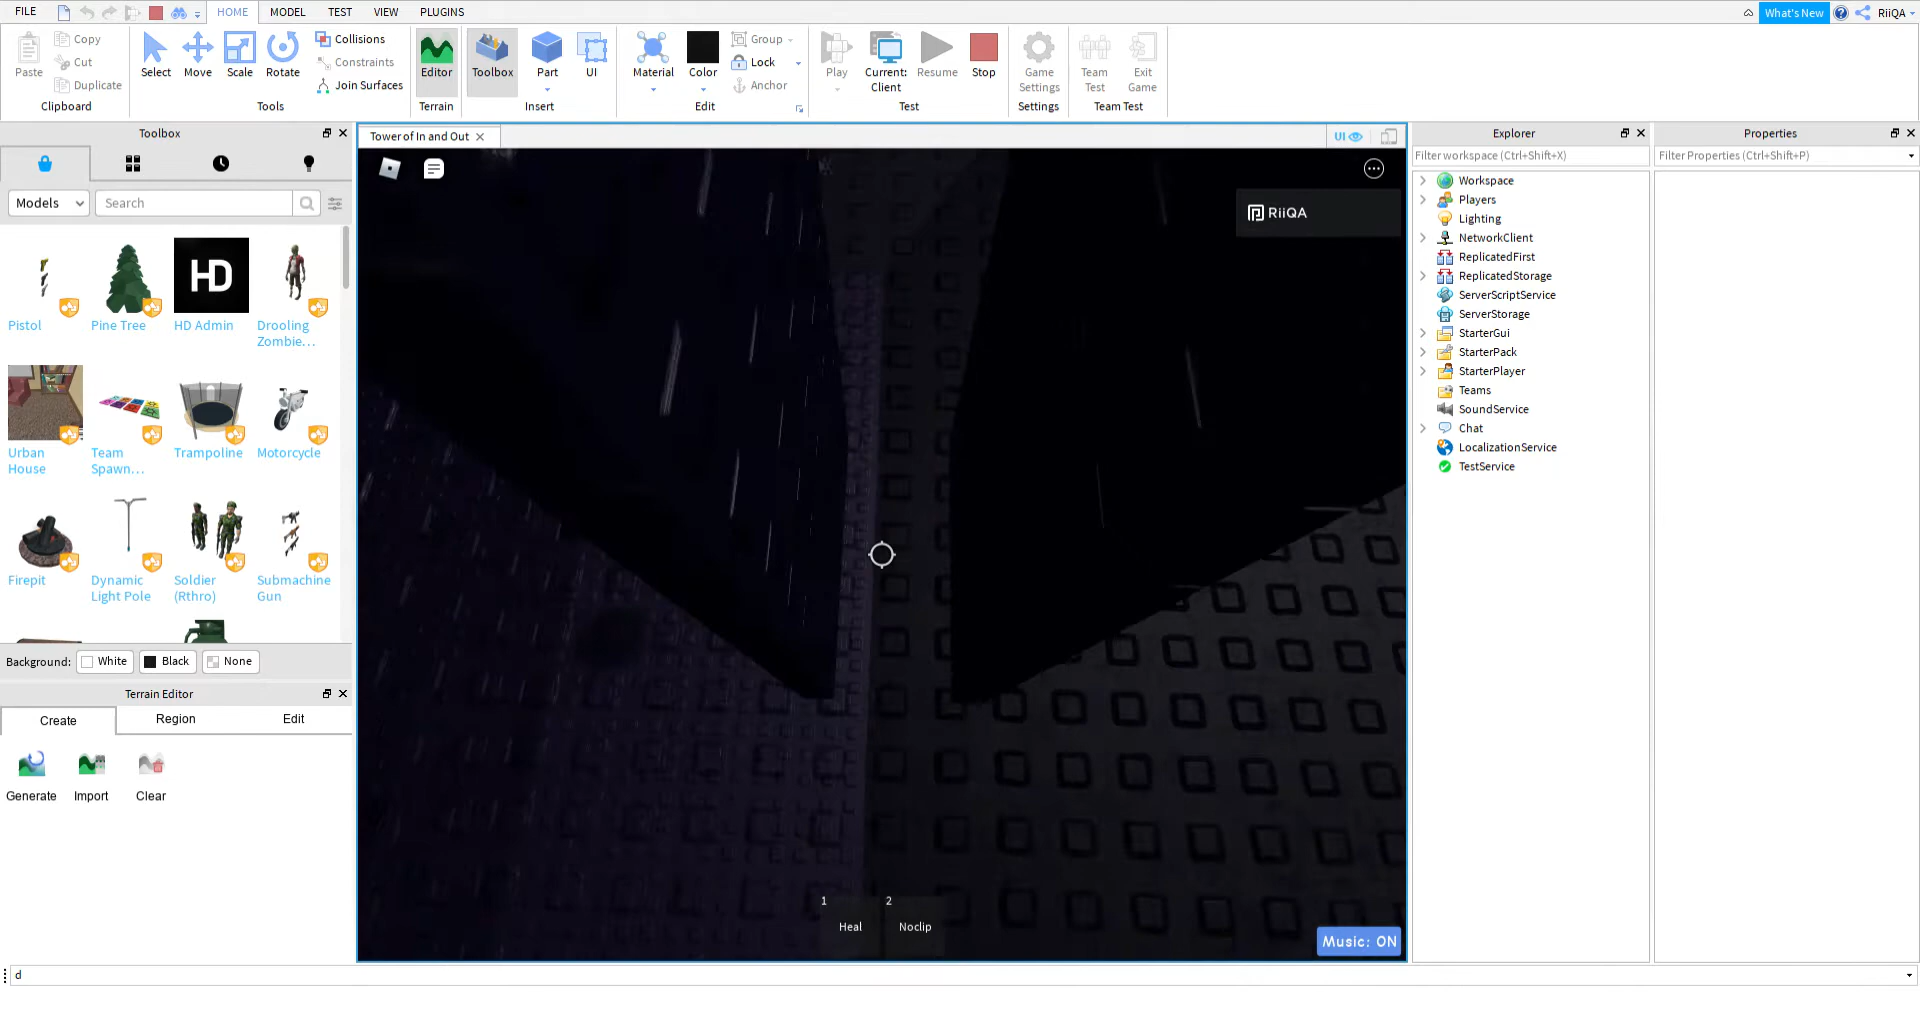 FILE
HOME
MODEL
TEST
VIEW
PLUGINS
What's New
RiiQA
Paste
Copy
Cut
Duplicate
Clipboard
Select
Move
Scale
Rotate
Collisions
Constraints
Join Surfaces
Tools
Editor
Terrain
Toolbox
Part
UI
Insert
Material
Color
Group
Lock
Anchor
Edit
Play
Current:
Client
Resume
Stop
Test
Game
Settings
Settings
Team
Test
Exit
Game
Team Test
Toolbox
Models
Search
Pistol
Pine Tree
HD
HD Admin
Drooling
Zombie...
Urban
House
Team
Spawn...
Trampoline
Motorcycle
Firepit
Dynamic
Light Pole
Soldier
(Rthro)
Submachine
Gun
Background:
White
Black
None
Terrain Editor
Create
Region
Edit
Generate
Import
Clear
Tower of In and Out
UI
RiiQA
1
2
Heal
Noclip
Music: ON
Explorer
Filter workspace (Ctrl+Shift+X)
Workspace
Players
Lighting
NetworkClient
ReplicatedFirst
ReplicatedStorage
ServerScriptService
ServerStorage
StarterGui
StarterPack
StarterPlayer
Teams
SoundService
Chat
LocalizationService
TestService
Properties
Filter Properties (Ctrl+Shift+P)
d